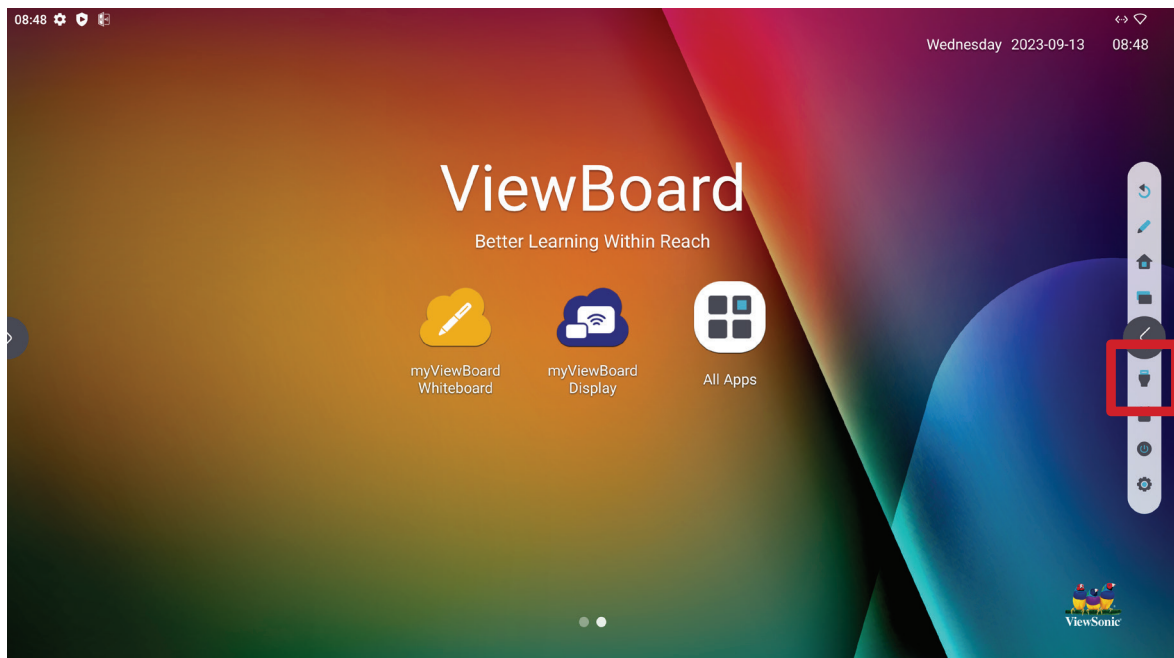 08:48
Wednesday 2023-09-13 08:48
ViewBoard
Better Learning Within Reach
myViewBoard
Whiteboard
myViewBoard
Display
All Apps
ViewSonic